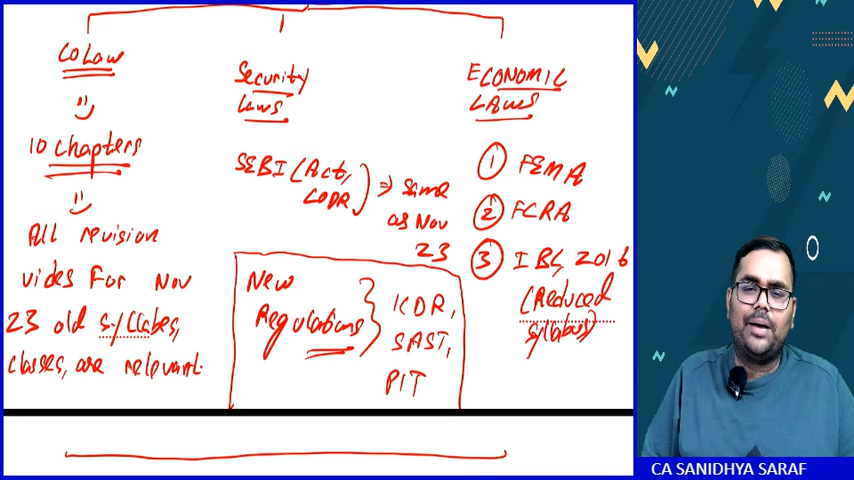 CO Law
10 chapters
All revision
vides For Nov
23 old syllabes,
classes, are relevant.
Security
Laws
SEBI (Act,
LODR) => same
as Nov
23
New
Regulations
ICDR,
SAST,
PIT
ECONOMIC
LAWS
1 FEMA
2 FCRA
3 IBC, 2016
(Reduced
syllabus)
CA SANIDHYA SARAF